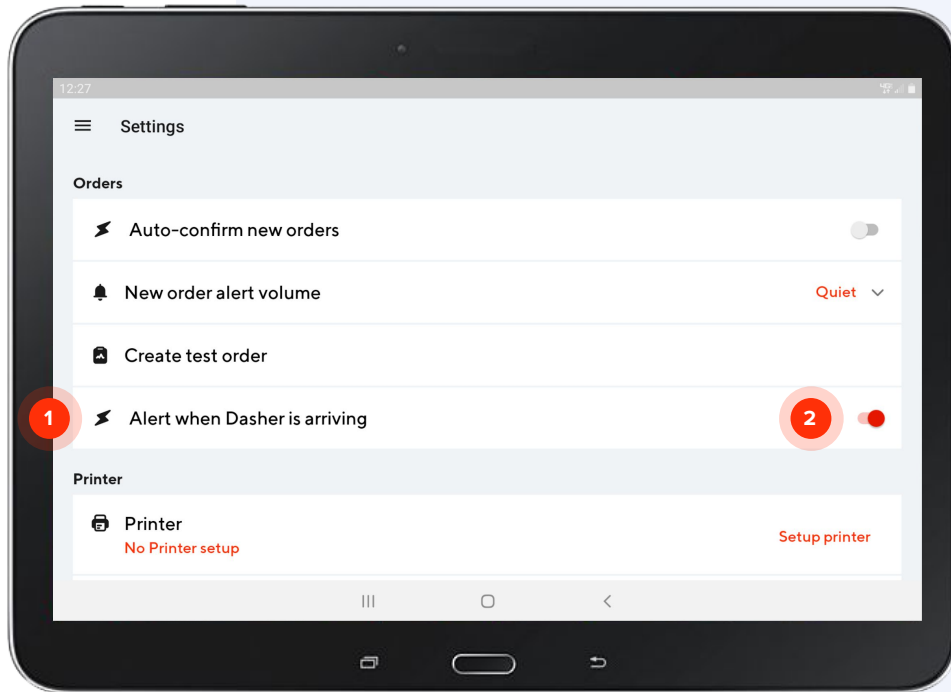 12:27
Settings
Orders
Auto-confirm new orders
New order alert volume
Quiet
Create test order
1
Alert when Dasher is arriving
2
Printer
Printer
No Printer setup
Setup printer